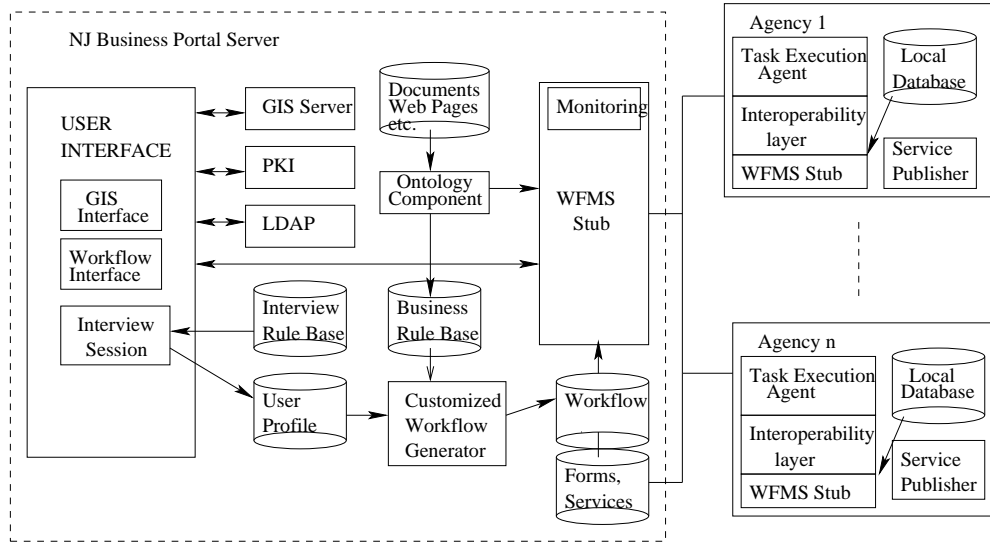 NJ Business Portal Server
USER
INTERFACE
GIS
Interface
Workflow
Interface
Interview
Session
GIS Server
PKI
LDAP
Documents
Web Pages
etc.
Ontology
Component
Interview
Rule Base
Business
Rule Base
User
Profile
Customized
Workflow
Generator
Monitoring
WFMS
Stub
Workflow
Forms,
Services
Agency 1
Task Execution
Agent
Interoperability
layer
WFMS Stub
Local
Database
Service
Publisher
Agency n
Task Execution
Agent
Interoperability
layer
WFMS Stub
Local
Database
Service
Publisher